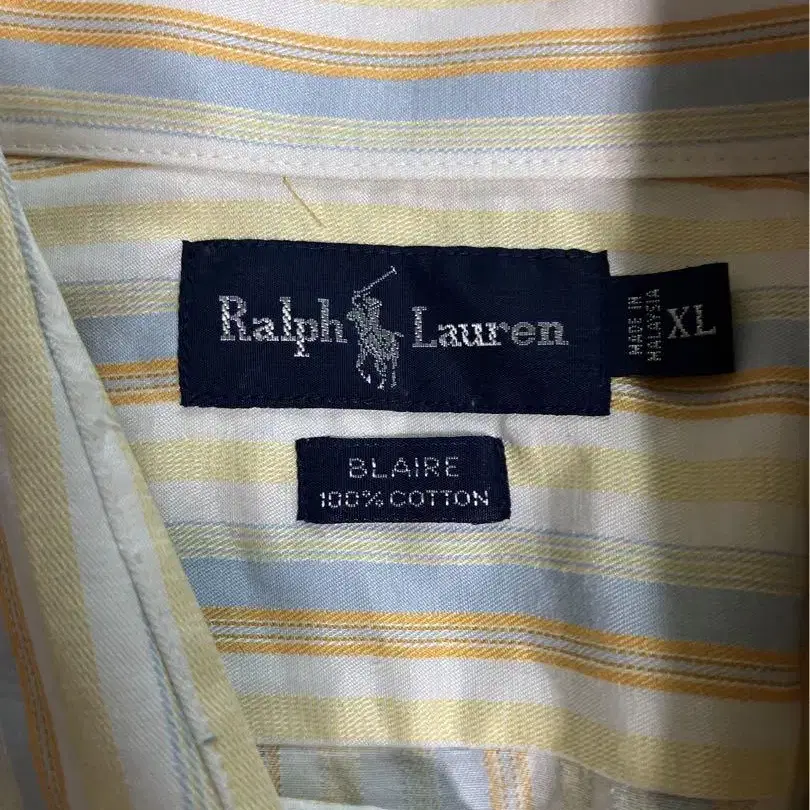 Ralph Lauren
MADE IN
MALAYSIA
XL
BLAIRE
100% COTTON